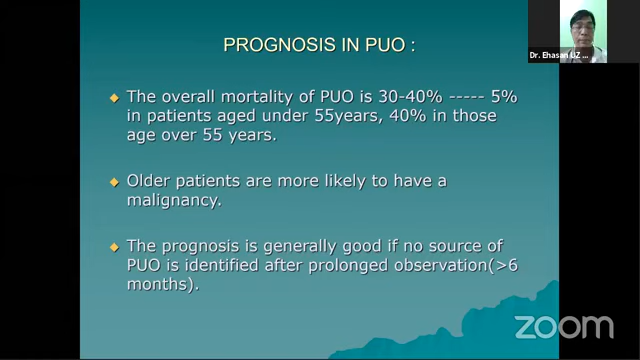 PROGNOSIS IN PUO :
Dr. Ehasan UZ ...
The overall mortality of PUO is 30-40% ----- 5%
in patients aged under 55years, 40% in those
age over 55 years.
Older patients are more likely to have a
malignancy.
The prognosis is generally good if no source of
PUO is identified after prolonged observation(>6
months).
zoom